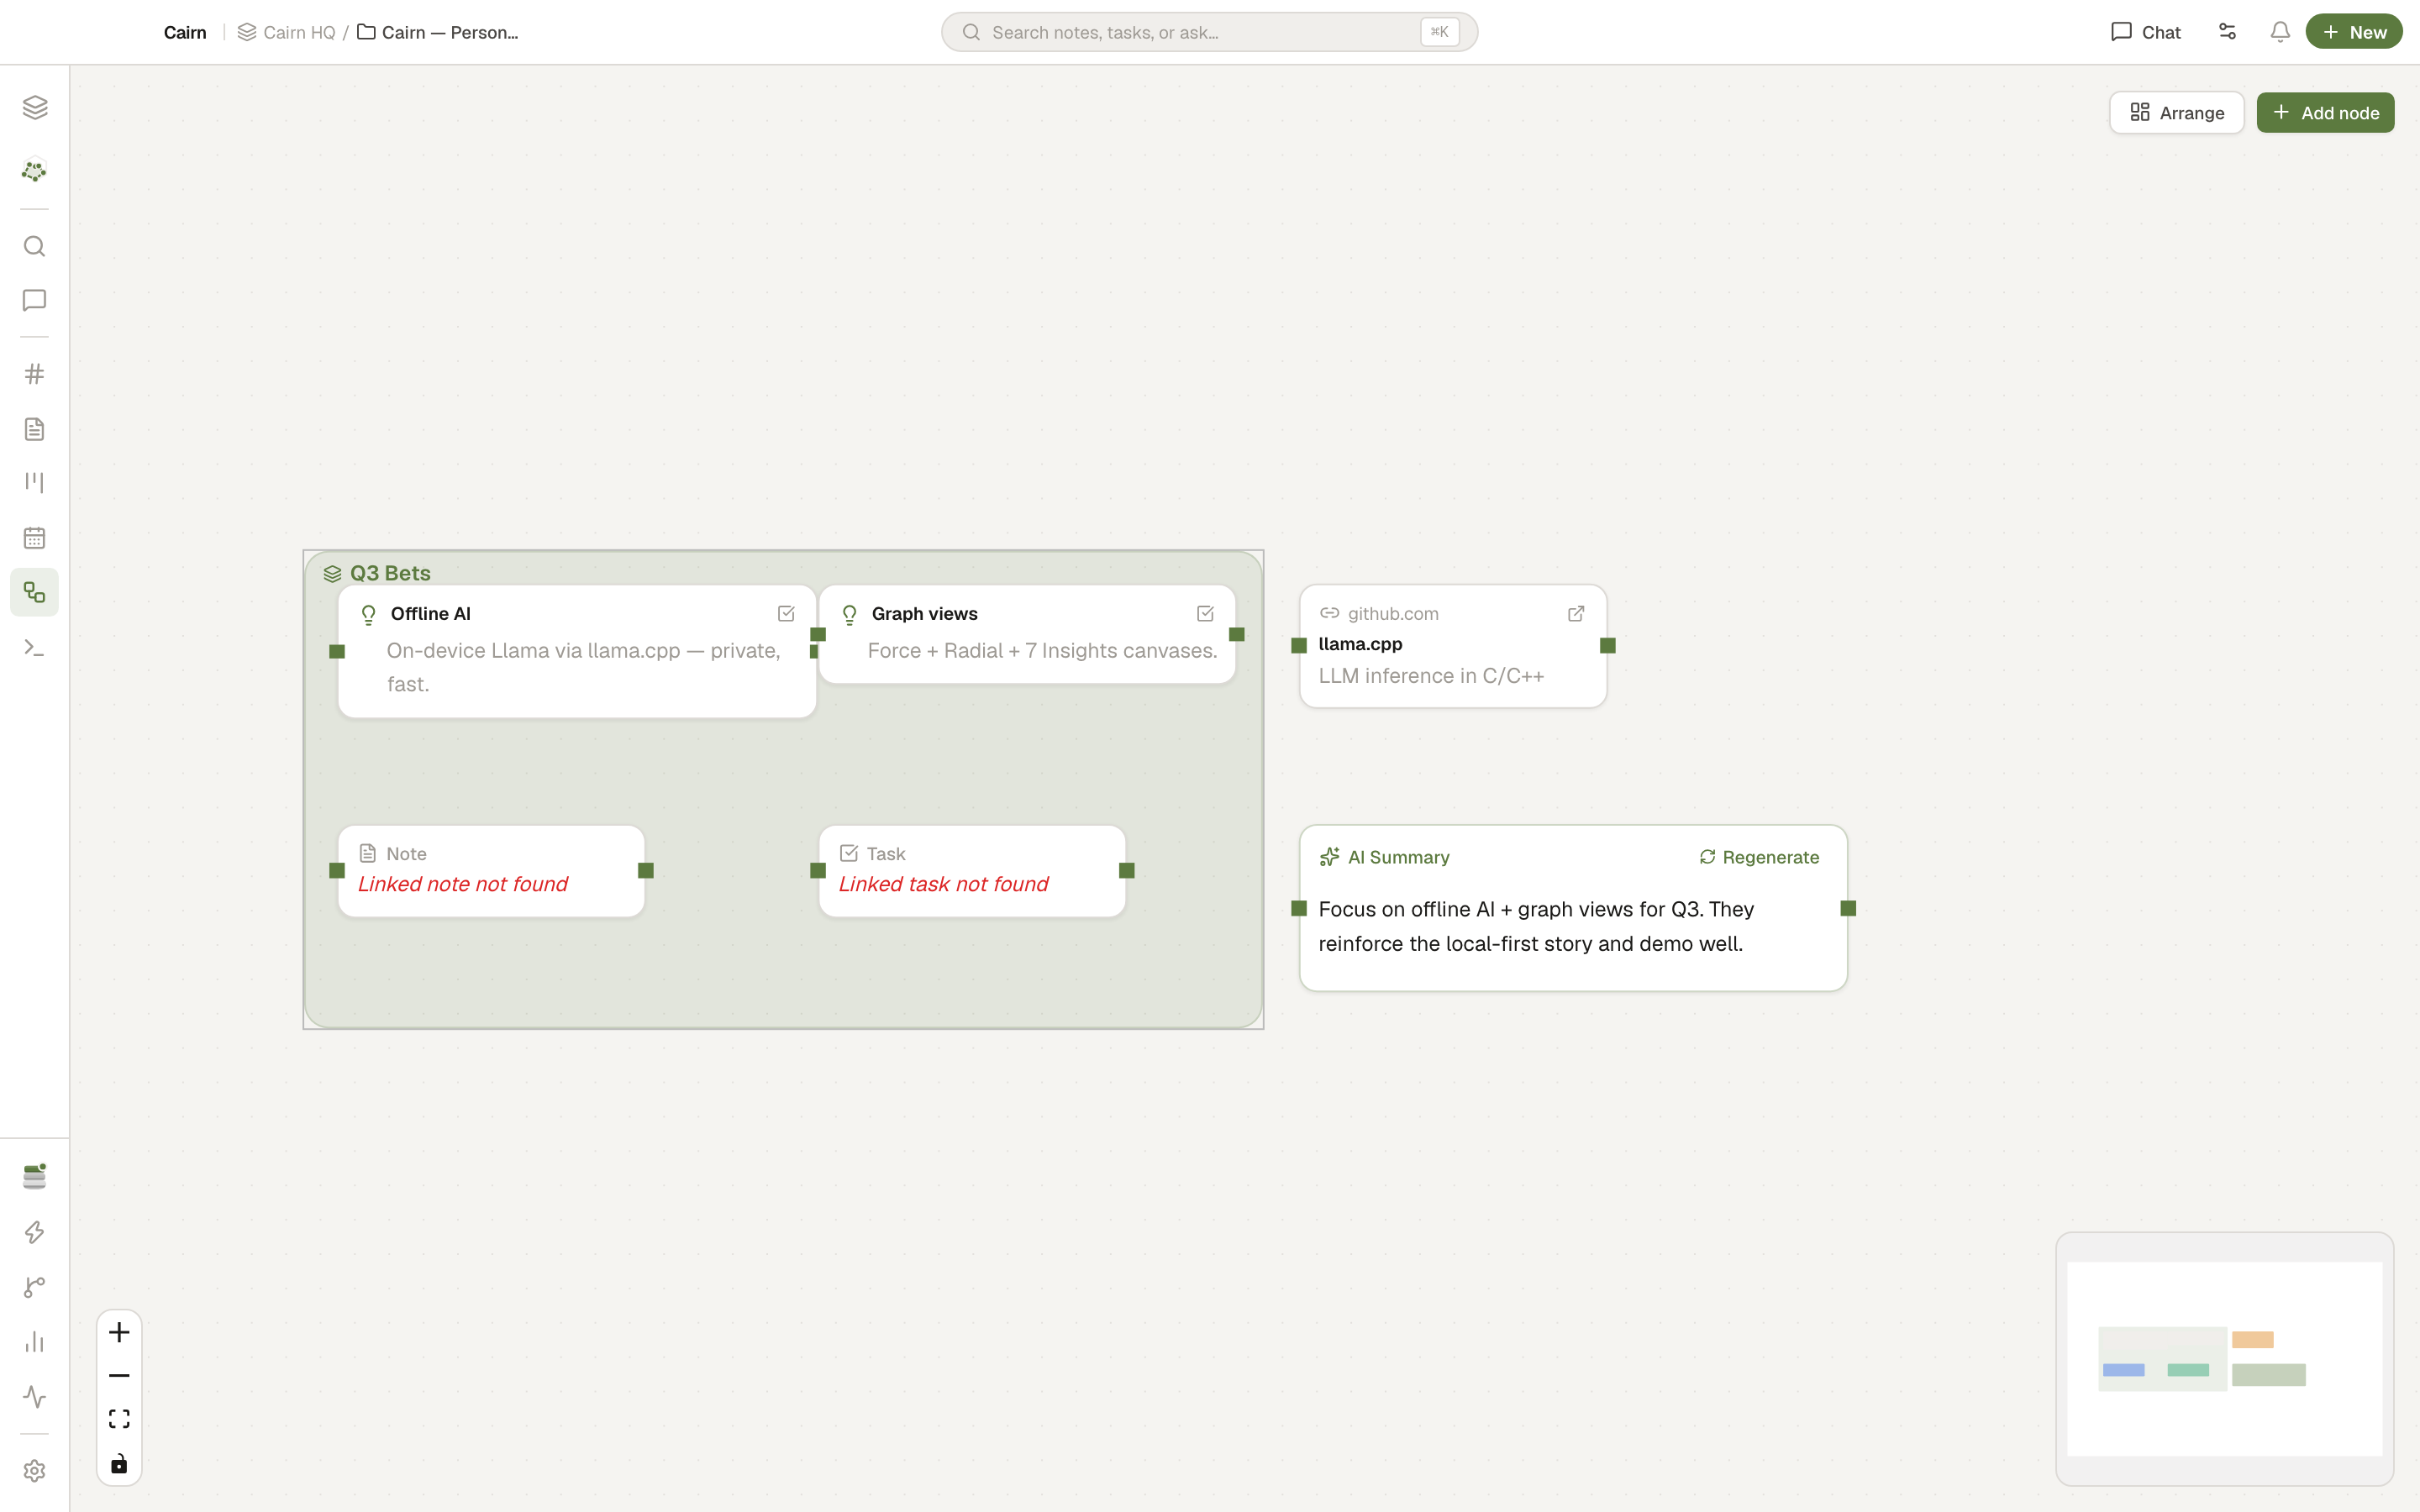 Cairn
Cairn HQ / Cairn — Person...
Search notes, tasks, or ask...
⌘K
Chat
New
Arrange
Add node
Q3 Bets
Offline AI
On-device Llama via llama.cpp — private,
fast.
Graph views
Force + Radial + 7 Insights canvases.
github.com
llama.cpp
LLM inference in C/C++
Note
Linked note not found
Task
Linked task not found
AI Summary
Regenerate
Focus on offline AI + graph views for Q3. They
reinforce the local-first story and demo well.